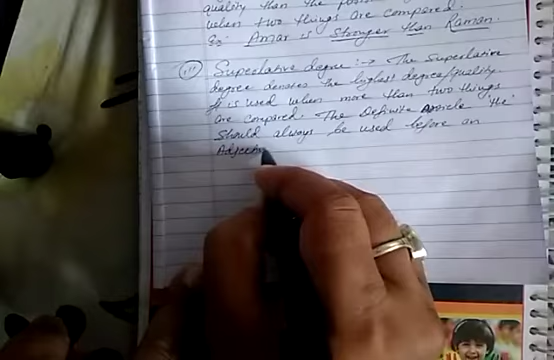 quality than the
when two things are compared.
Ex:- Amar is Stronger than Raman.
(iii) Superlative degree :→ The Superlative
degree denotes the highest degree/quality
It is used when more than two things
are compared. The Definite Article 'the'
should always be used before an
Adjectiv